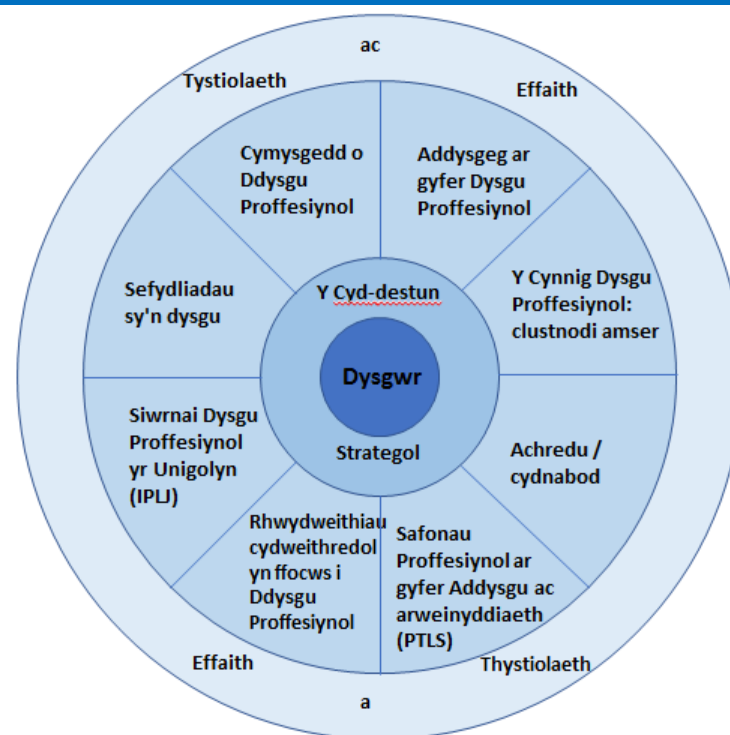 ac
Tystiolaeth
Effaith
Cymysgedd o
Ddysgu
Proffesiynol
Addysgeg ar
gyfer Dysgu
Proffesiynol
Sefydliadau
sy'n dysgu
Y Cyd-destun
Y Cynnig Dysgu
Proffesiynol:
clustnodi amser
Dysgwr
Siwrnai Dysgu
Proffesiynol
yr Unigolyn
(IPLJ)
Strategol
Achredu /
cydnabod
Rhwydweithiau
cydweithredol
yn ffocws i
Ddysgu
Proffesiynol
Safonau
Proffesiynol ar
gyfer Addysgu ac
arweinyddiaeth
(PTLS)
Effaith
Thystiolaeth
a